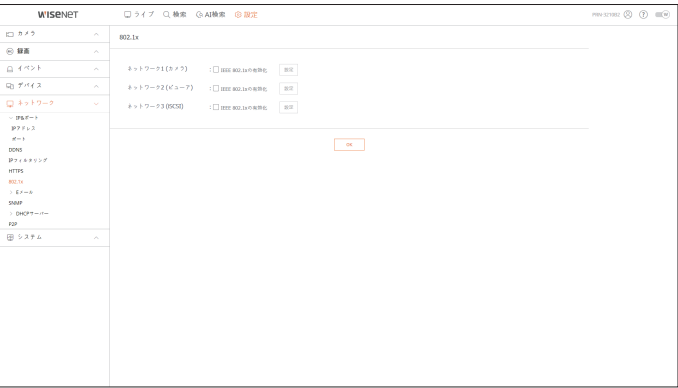 WISENET
ライブ 検索 AI検索 設定
カメラ
録画
イベント
デバイス
ネットワーク
IP&ポート
IPアドレス
ポート
DDNS
IPフィルタリング
HTTPS
802.1x
Eメール
SNMP
DHCPサーバー
P2P
システム
802.1x
ネットワーク1 (カメラ) : IEEE 802.1xの有効化 設定
ネットワーク2 (ビューア) : IEEE 802.1xの有効化 設定
ネットワーク3 (iSCSI) : IEEE 802.1xの有効化 設定
OK